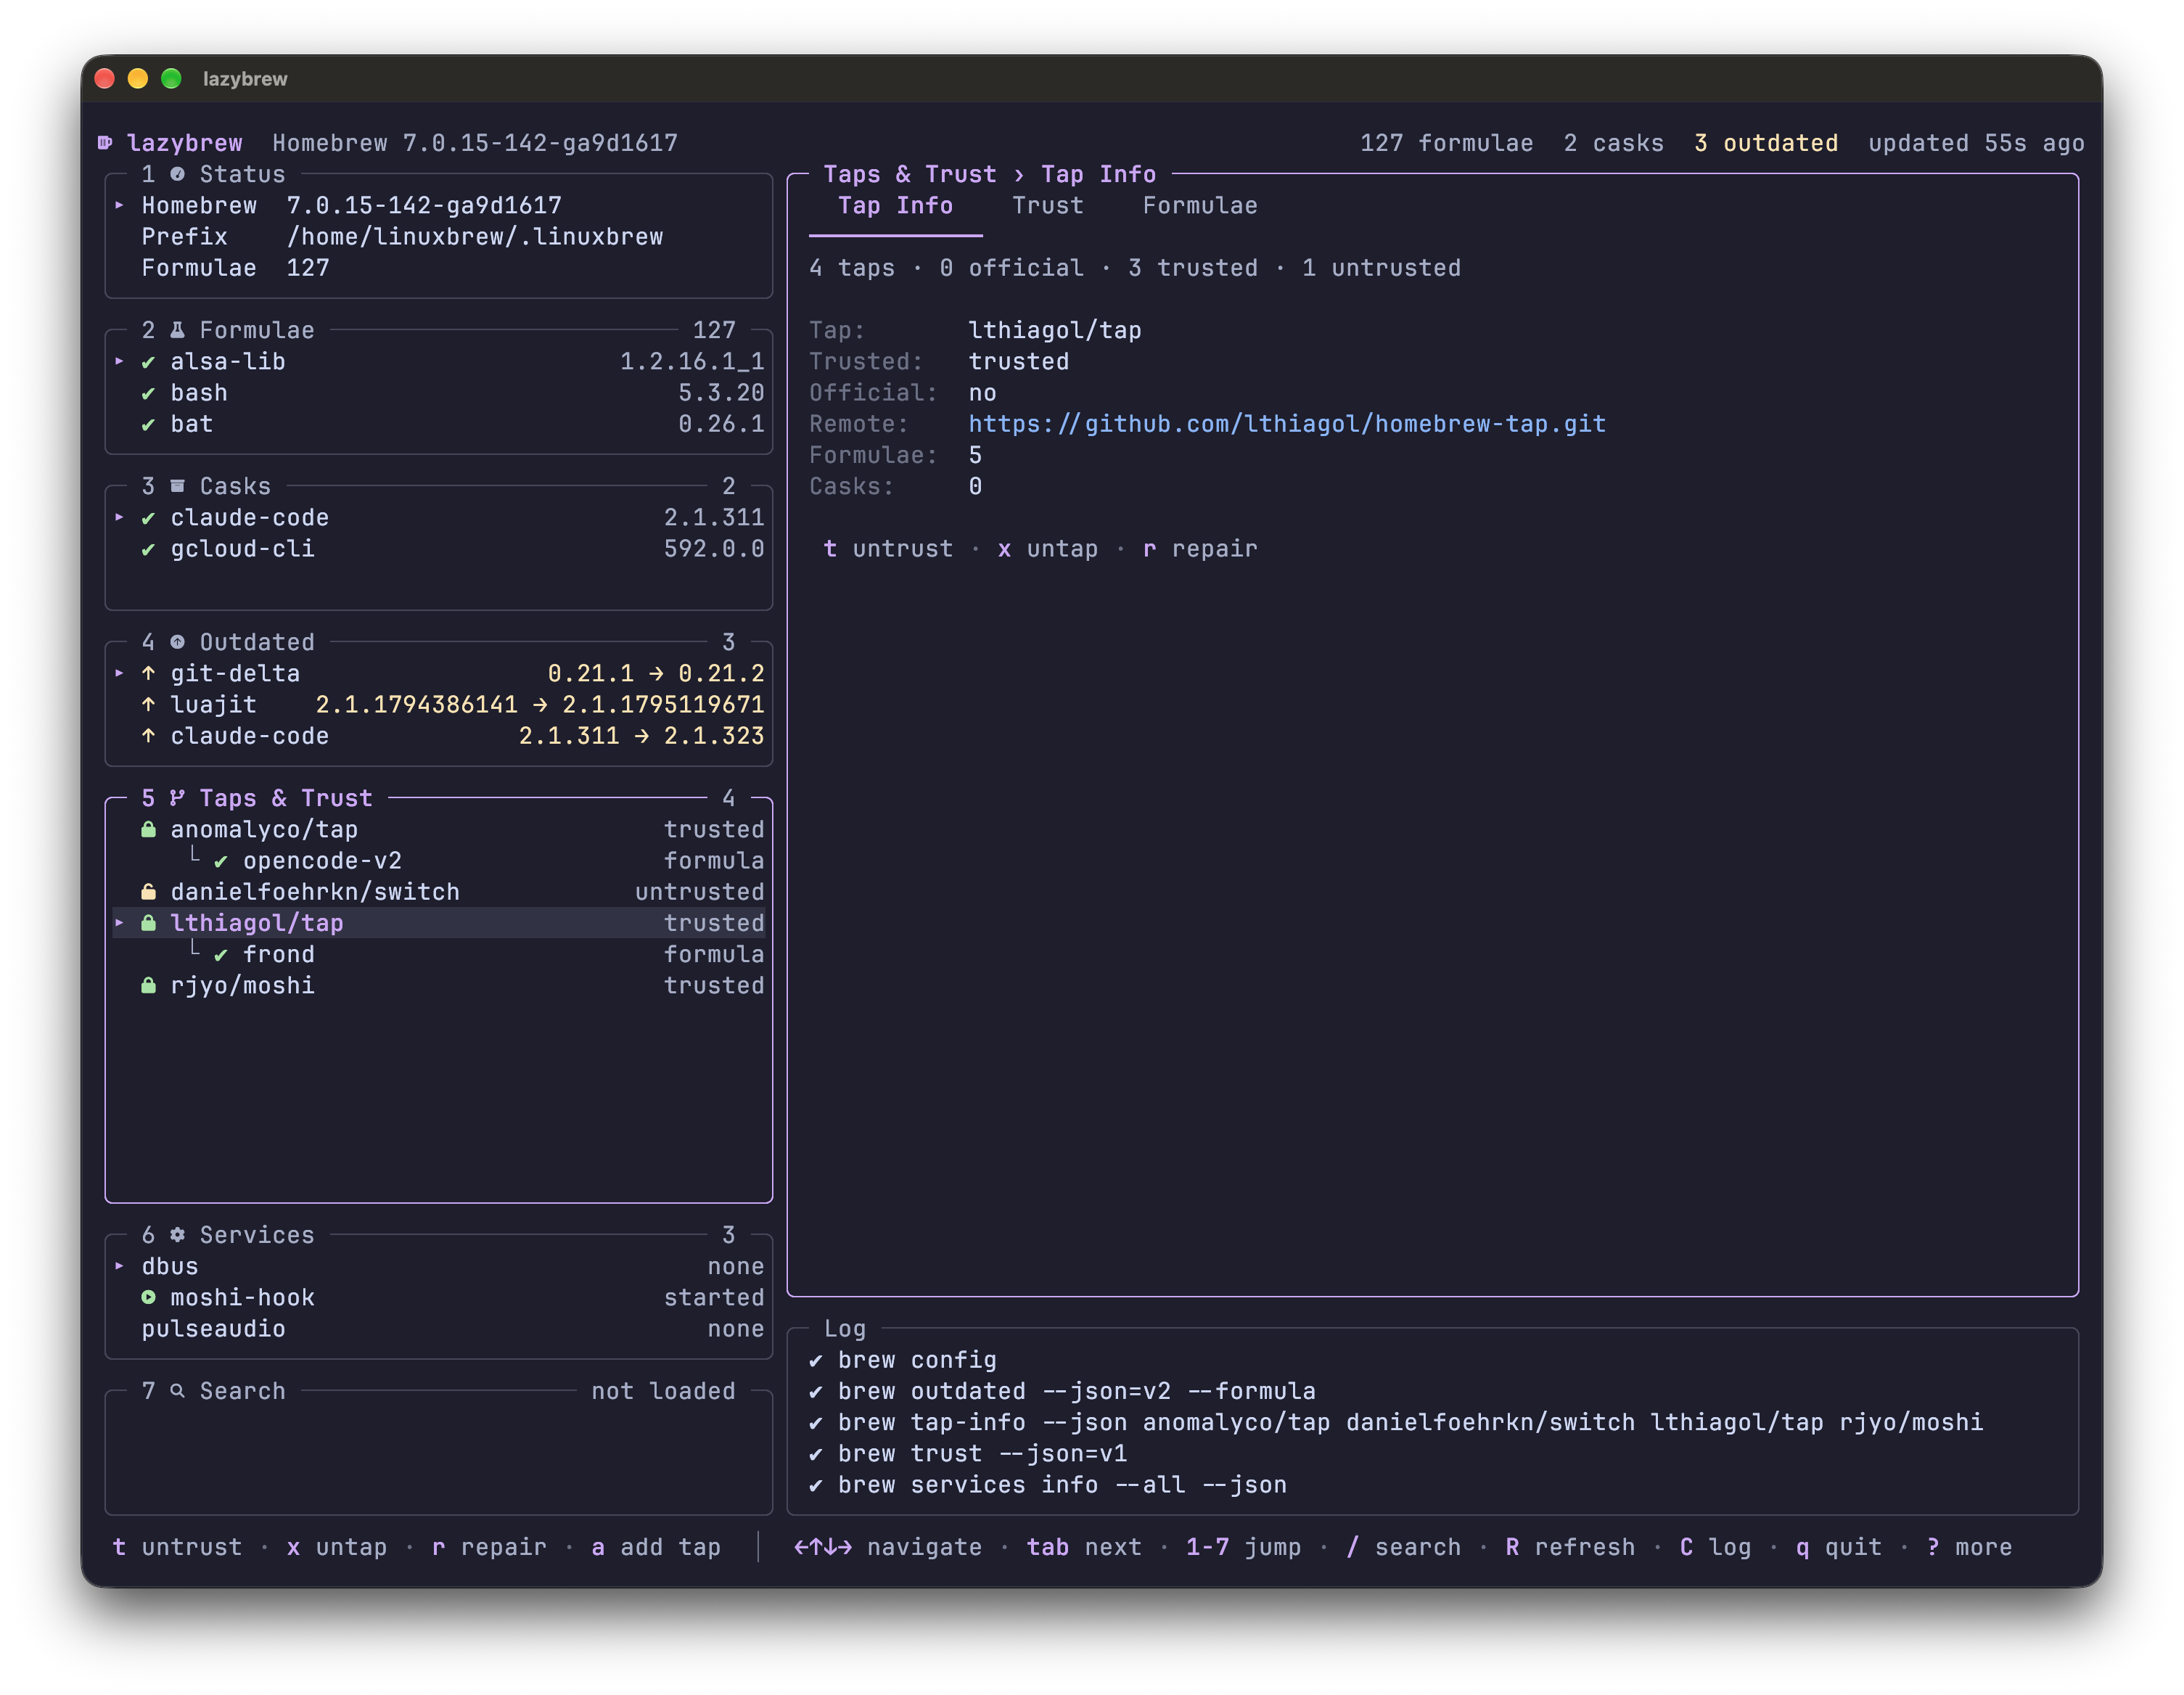 lazybrew
lazybrew Homebrew 7.0.15-142-ga9d1617 127 formulae 2 casks 3 outdated updated 55s ago
1 Status
▸ Homebrew 7.0.15-142-ga9d1617
Prefix /home/linuxbrew/.linuxbrew
Formulae 127
2 Formulae 127
▸ ✔ alsa-lib 1.2.16.1_1
✔ bash 5.3.20
✔ bat 0.26.1
3 Casks 2
▸ ✔ claude-code 2.1.311
✔ gcloud-cli 592.0.0
4 Outdated 3
▸ ↑ git-delta 0.21.1 → 0.21.2
↑ luajit 2.1.1794386141 → 2.1.1795119671
↑ claude-code 2.1.311 → 2.1.323
5 Taps & Trust 4
anomalyco/tap trusted
└ ✔ opencode-v2 formula
danielfoehrkn/switch untrusted
▸ lthiagol/tap trusted
└ ✔ frond formula
rjyo/moshi trusted
6 Services 3
▸ dbus none
moshi-hook started
pulseaudio none
7 Search not loaded
Taps & Trust › Tap Info
Tap Info Trust Formulae
4 taps · 0 official · 3 trusted · 1 untrusted
Tap: lthiagol/tap
Trusted: trusted
Official: no
Remote: https://github.com/lthiagol/homebrew-tap.git
Formulae: 5
Casks: 0
t untrust · x untap · r repair
Log
✔ brew config
✔ brew outdated --json=v2 --formula
✔ brew tap-info --json anomalyco/tap danielfoehrkn/switch lthiagol/tap rjyo/moshi
✔ brew trust --json=v1
✔ brew services info --all --json
t untrust · x untap · r repair · a add tap │ ←↑↓→ navigate · tab next · 1-7 jump · / search · R refresh · C log · q quit · ? more